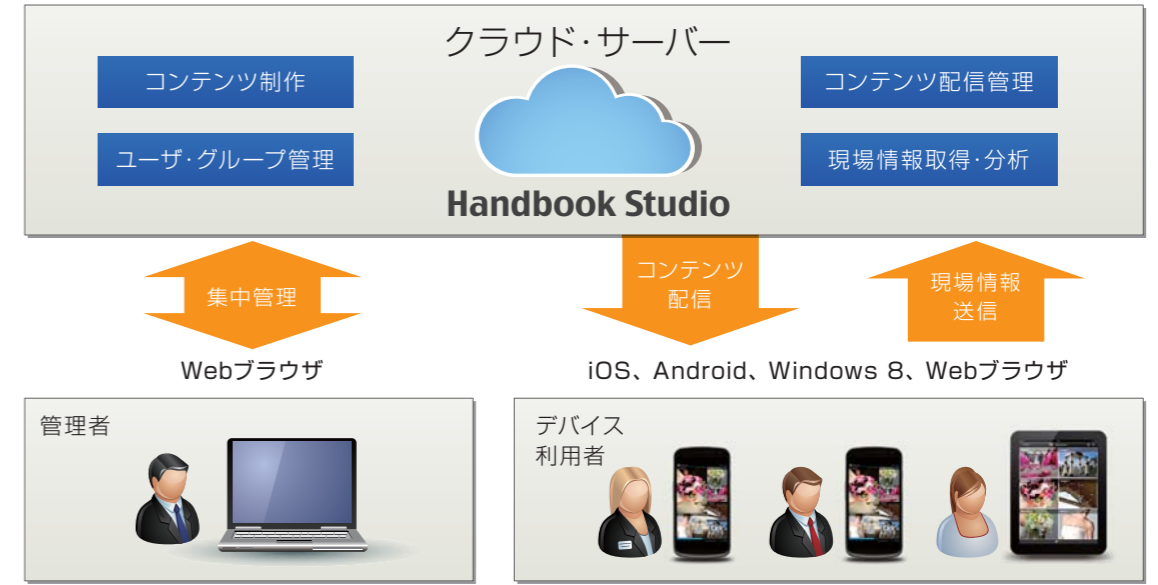 クラウド・サーバー
コンテンツ制作
コンテンツ配信管理
ユーザ・グループ管理
現場情報取得・分析
Handbook Studio
集中管理
コンテンツ
配信
現場情報
送信
Webブラウザ
iOS、Android、Windows 8、Webブラウザ
管理者
デバイス
利用者